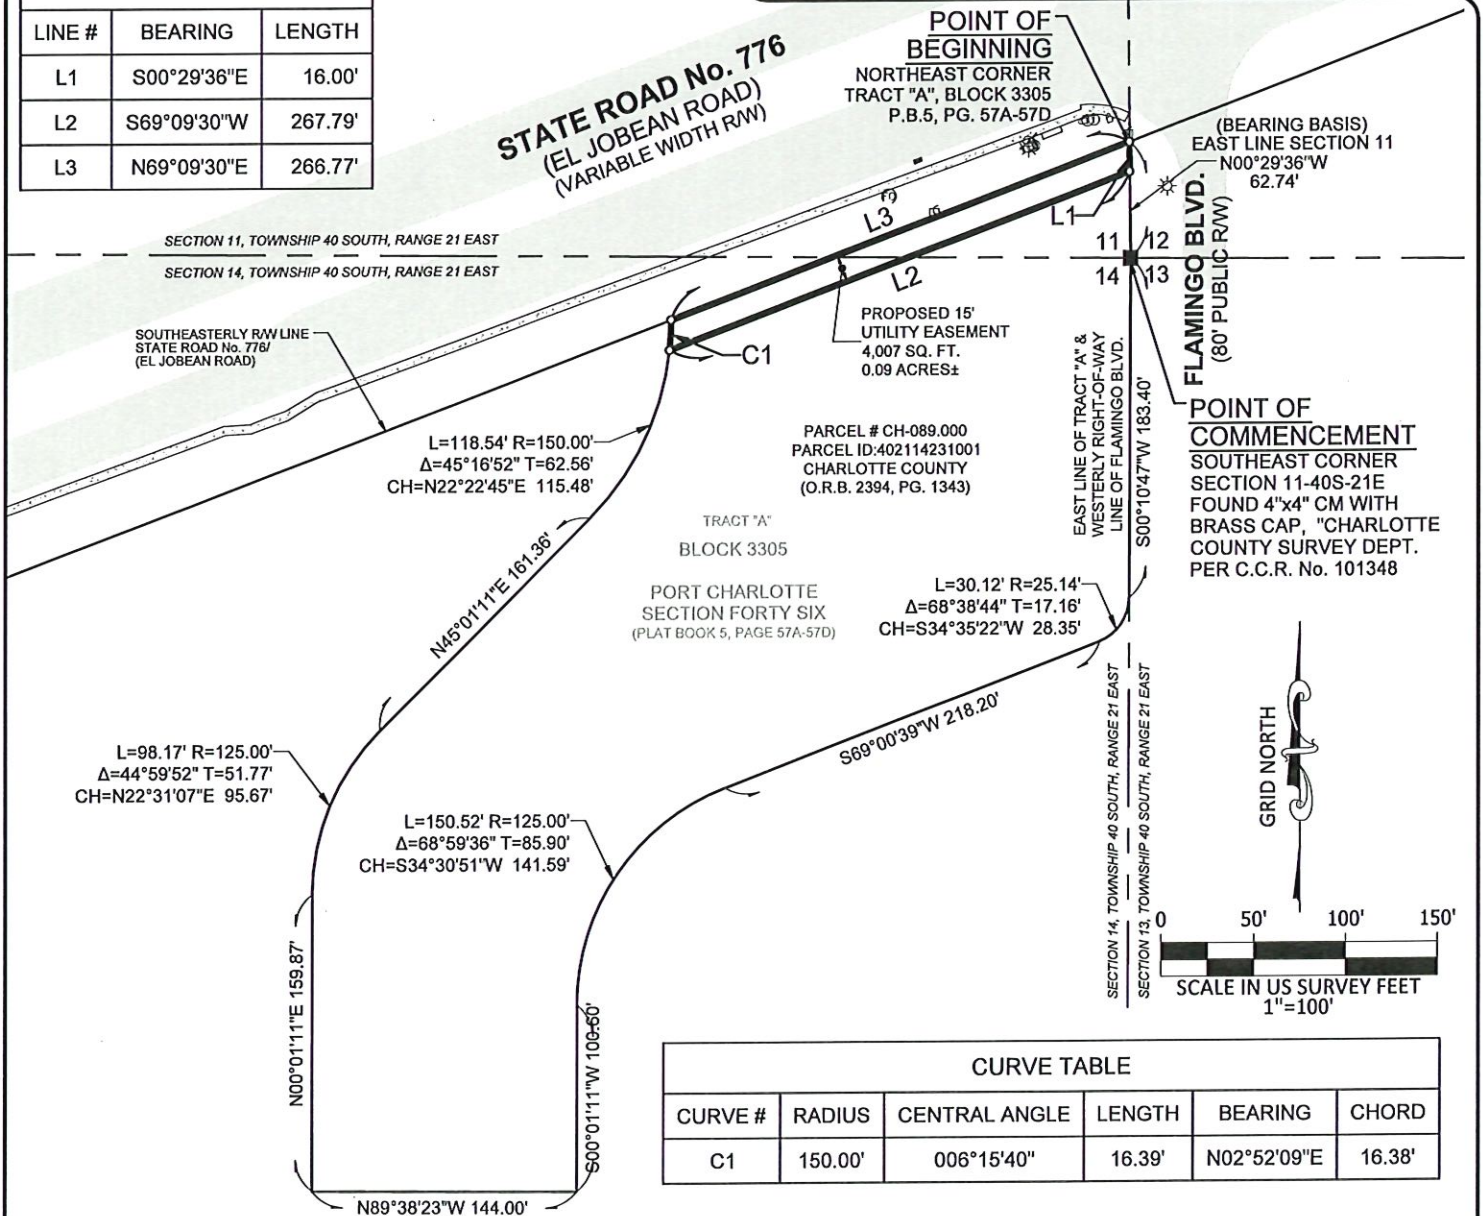 LINE # BEARING LENGTH
L1 S00°29'36"E 16.00'
L2 S69°09'30"W 267.79'
L3 N69°09'30"E 266.77'
STATE ROAD No. 776
(EL JOBEAN ROAD)
(VARIABLE WIDTH R/W)
POINT OF
BEGINNING
NORTHEAST CORNER
TRACT "A", BLOCK 3305
P.B.5, PG. 57A-57D
(BEARING BASIS)
EAST LINE SECTION 11
N00°29'36"W
62.74'
L3
L1
L2
C1
SECTION 11, TOWNSHIP 40 SOUTH, RANGE 21 EAST
SECTION 14, TOWNSHIP 40 SOUTH, RANGE 21 EAST
11 12
14 13
FLAMINGO BLVD.
(80' PUBLIC R/W)
SOUTHEASTERLY R/W LINE
STATE ROAD No. 776/
(EL JOBEAN ROAD)
PROPOSED 15'
UTILITY EASEMENT
4,007 SQ. FT.
0.09 ACRES±
EAST LINE OF TRACT "A" &
WESTERLY RIGHT-OF-WAY
LINE OF FLAMINGO BLVD.
S00°10'47"W 183.40'
POINT OF
COMMENCEMENT
SOUTHEAST CORNER
SECTION 11-40S-21E
FOUND 4"x4" CM WITH
BRASS CAP, "CHARLOTTE
COUNTY SURVEY DEPT.
PER C.C.R. No. 101348
L=118.54' R=150.00'
Δ=45°16'52" T=62.56'
CH=N22°22'45"E 115.48'
PARCEL # CH-089.000
PARCEL ID:402114231001
CHARLOTTE COUNTY
(O.R.B. 2394, PG. 1343)
TRACT "A"
BLOCK 3305
PORT CHARLOTTE
SECTION FORTY SIX
(PLAT BOOK 5, PAGE 57A-57D)
N45°01'11"E 161.36'
L=30.12' R=25.14'
Δ=68°38'44" T=17.16'
CH=S34°35'22"W 28.35'
S69°00'39"W 218.20'
L=98.17' R=125.00'
Δ=44°59'52" T=51.77'
CH=N22°31'07"E 95.67'
L=150.52' R=125.00'
Δ=68°59'36" T=85.90'
CH=S34°30'51"W 141.59'
SECTION 14, TOWNSHIP 40 SOUTH, RANGE 21 EAST
SECTION 13, TOWNSHIP 40 SOUTH, RANGE 21 EAST
GRID NORTH
0 50' 100' 150'
SCALE IN US SURVEY FEET
1"=100'
N00°01'11"E 159.87'
S00°01'11"W 100.60'
N89°38'23"W 144.00'
CURVE TABLE
CURVE # RADIUS CENTRAL ANGLE LENGTH BEARING CHORD
C1 150.00' 006°15'40" 16.39' N02°52'09"E 16.38'